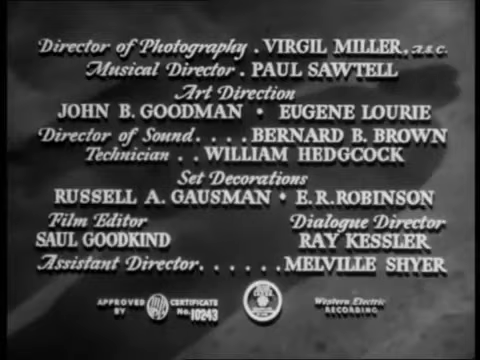 Director of Photography . VIRGIL MILLER, A.S.C.
Musical Director . PAUL SAWTELL
Art Direction
JOHN B. GOODMAN • EUGENE LOURIE
Director of Sound . . . . BERNARD B. BROWN
Technician . . WILLIAM HEDGCOCK
Set Decorations
RUSSELL A. GAUSMAN • E.R. ROBINSON
Film Editor
SAUL GOODKIND
Dialogue Director
RAY KESSLER
Assistant Director . . . . . . MELVILLE SHYER
APPROVED BY
CERTIFICATE No. 10243
Western Electric
RECORDING